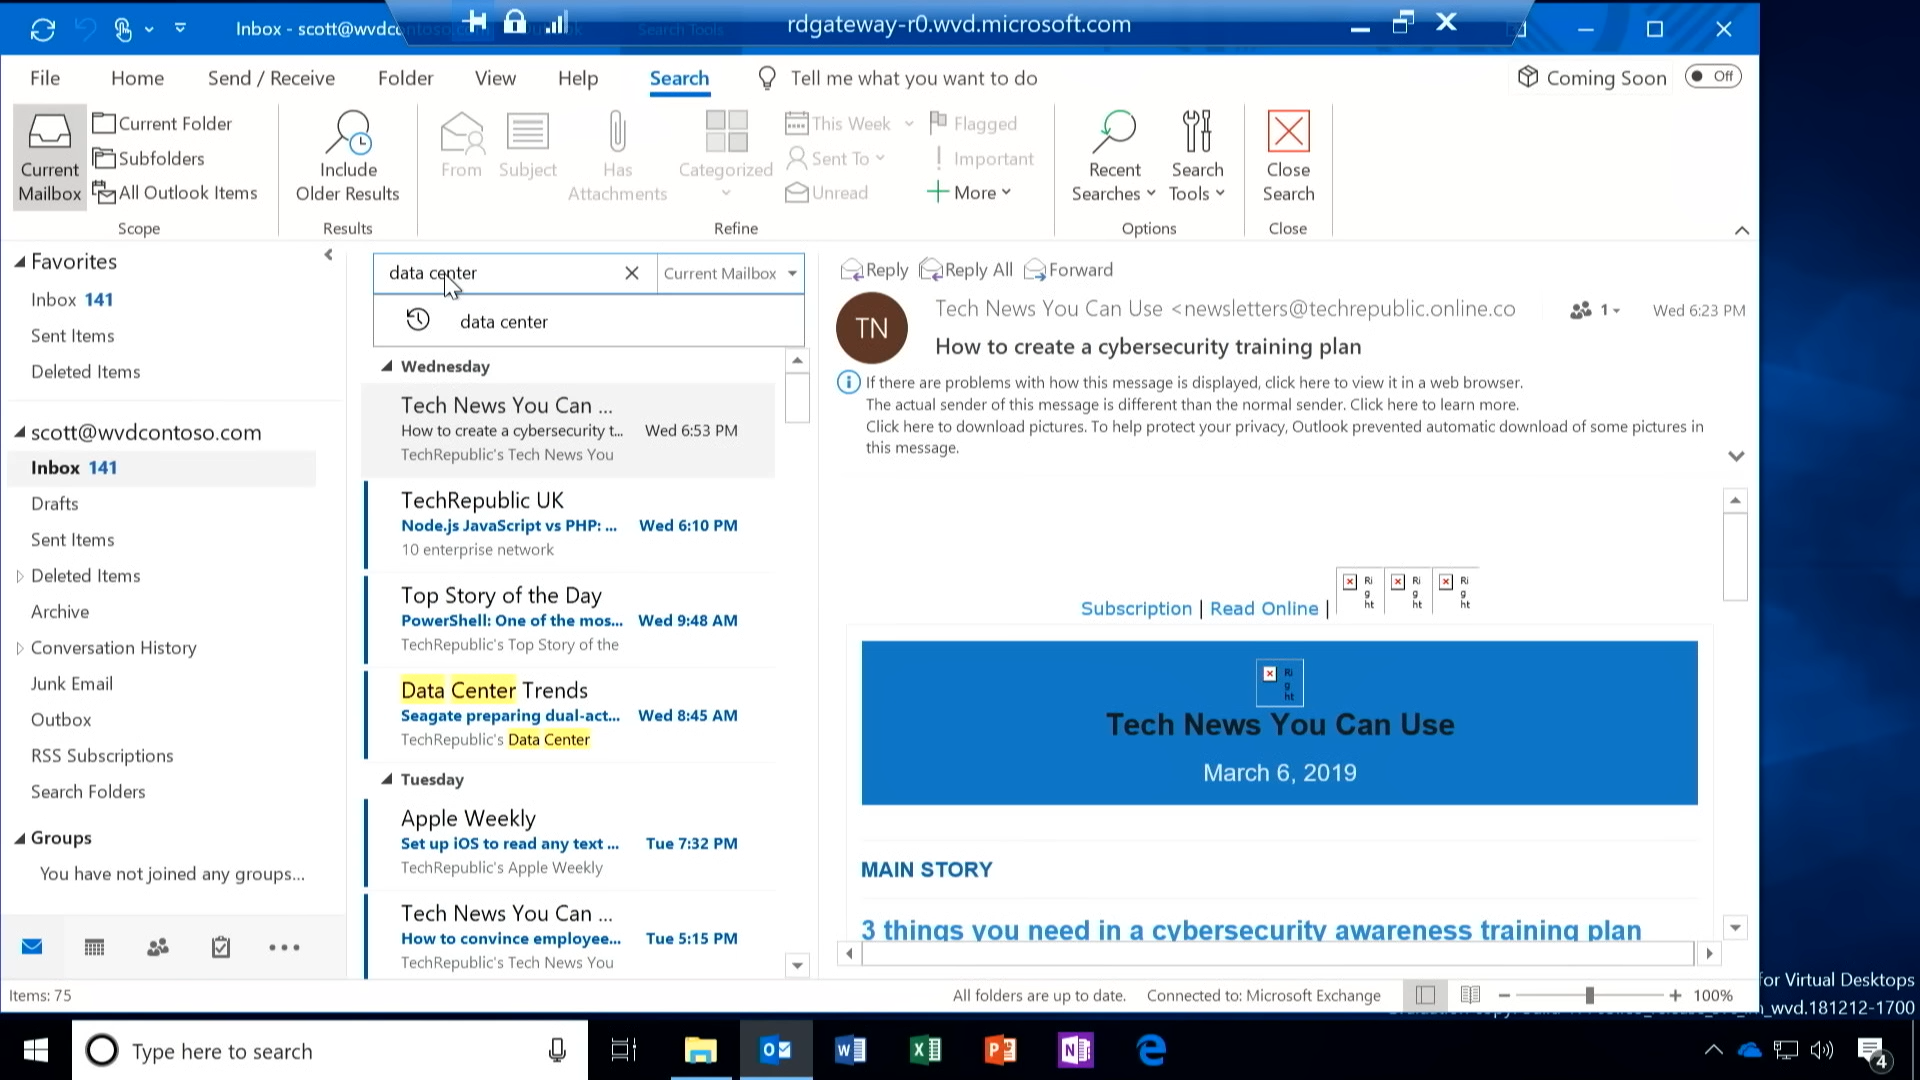 Inbox - scott@wvdcontoso.com
Search Tools
rdgateway-r0.wvd.microsoft.com
File Home Send / Receive Folder View Help Search Tell me what you want to do Coming Soon Off
Current Mailbox
Current Folder
Subfolders
All Outlook Items
Scope
Include Older Results
Results
From
Subject
Has Attachments
Categorized
This Week
Sent To
Unread
Flagged
Important
More
Refine
Recent Searches
Search Tools
Options
Close Search
Close
Favorites
Inbox 141
Sent Items
Deleted Items
scott@wvdcontoso.com
Inbox 141
Drafts
Sent Items
Deleted Items
Archive
Conversation History
Junk Email
Outbox
RSS Subscriptions
Search Folders
Groups
You have not joined any groups...
data center
Current Mailbox
data center
Wednesday
Tech News You Can ...
How to create a cybersecurity t... Wed 6:53 PM
TechRepublic's Tech News You
TechRepublic UK
Node.js JavaScript vs PHP: ... Wed 6:10 PM
10 enterprise network
Top Story of the Day
PowerShell: One of the mos... Wed 9:48 AM
TechRepublic's Top Story of the
Data Center Trends
Seagate preparing dual-act... Wed 8:45 AM
TechRepublic's Data Center
Tuesday
Apple Weekly
Set up iOS to read any text ... Tue 7:32 PM
TechRepublic's Apple Weekly
Tech News You Can ...
How to convince employee... Tue 5:15 PM
TechRepublic's Tech News You
Reply Reply All Forward
TN
Tech News You Can Use <newsletters@techrepublic.online.co 1 Wed 6:23 PM
How to create a cybersecurity training plan
If there are problems with how this message is displayed, click here to view it in a web browser.
The actual sender of this message is different than the normal sender. Click here to learn more.
Click here to download pictures. To help protect your privacy, Outlook prevented automatic download of some pictures in
this message.
Subscription | Read Online |
Ri g ht
Ri g ht
Ri g ht
Ri g ht
Tech News You Can Use
March 6, 2019
MAIN STORY
3 things you need in a cybersecurity awareness training plan
Items: 75
All folders are up to date. Connected to: Microsoft Exchange 100%
for Virtual Desktops
_wvd.181212-1700
Type here to search
4